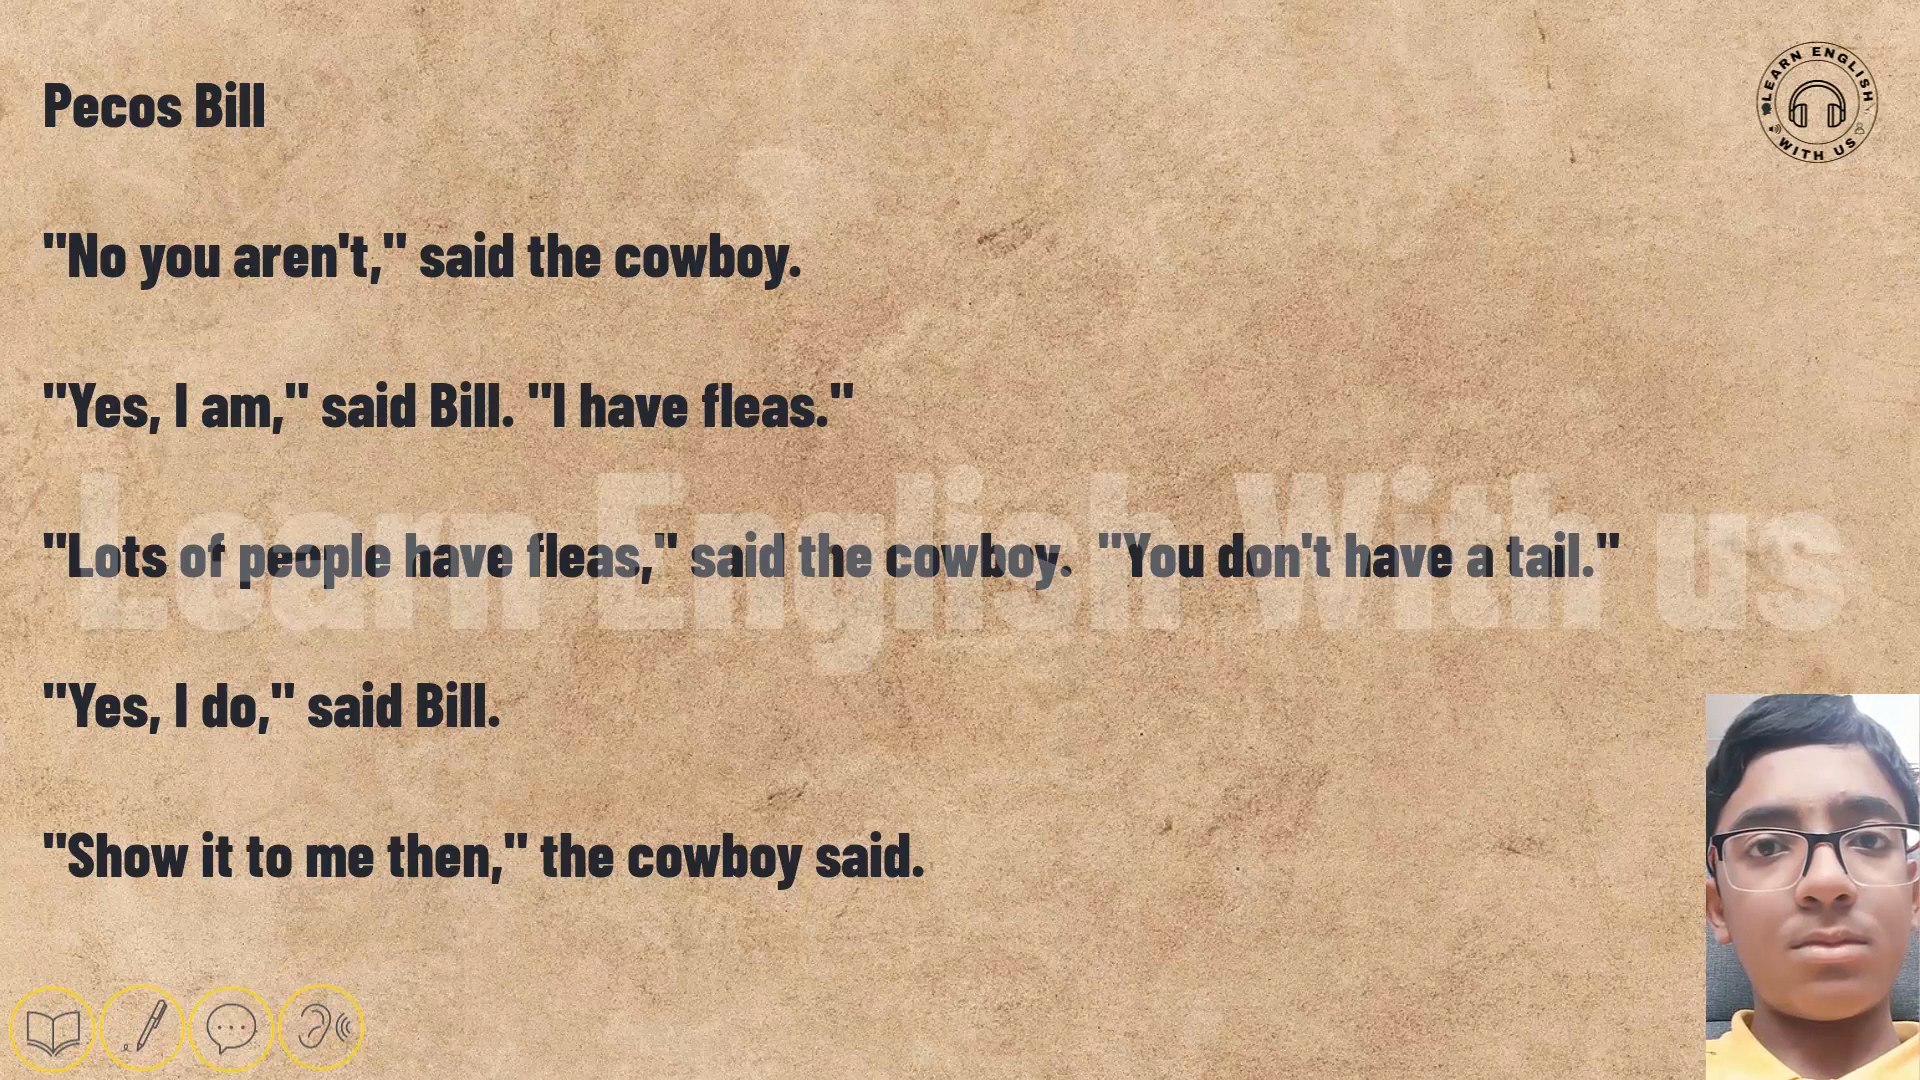 Pecos Bill
LEARN ENGLISH
WITH US
"No you aren't," said the cowboy.
"Yes, I am," said Bill. "I have fleas."
Learn English With us
"Lots of people have fleas," said the cowboy. "You don't have a tail."
"Yes, I do," said Bill.
"Show it to me then," the cowboy said.